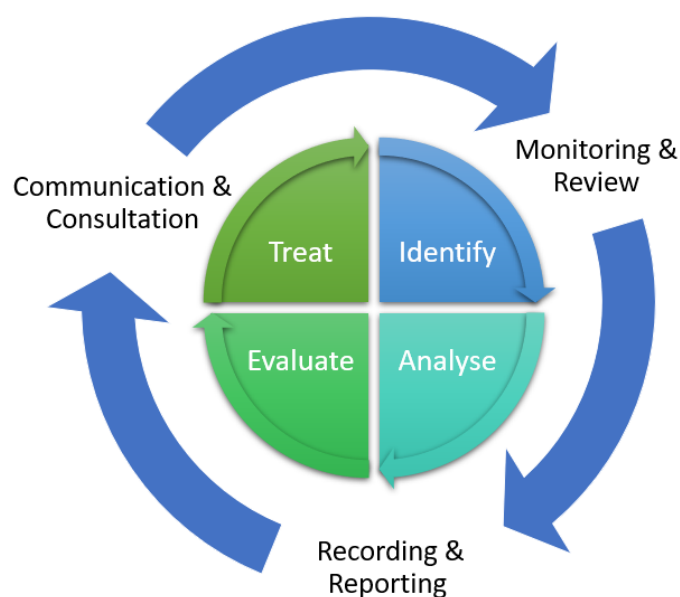 Monitoring &
Review
Communication &
Consultation
Treat
Identify
Evaluate
Analyse
Recording &
Reporting